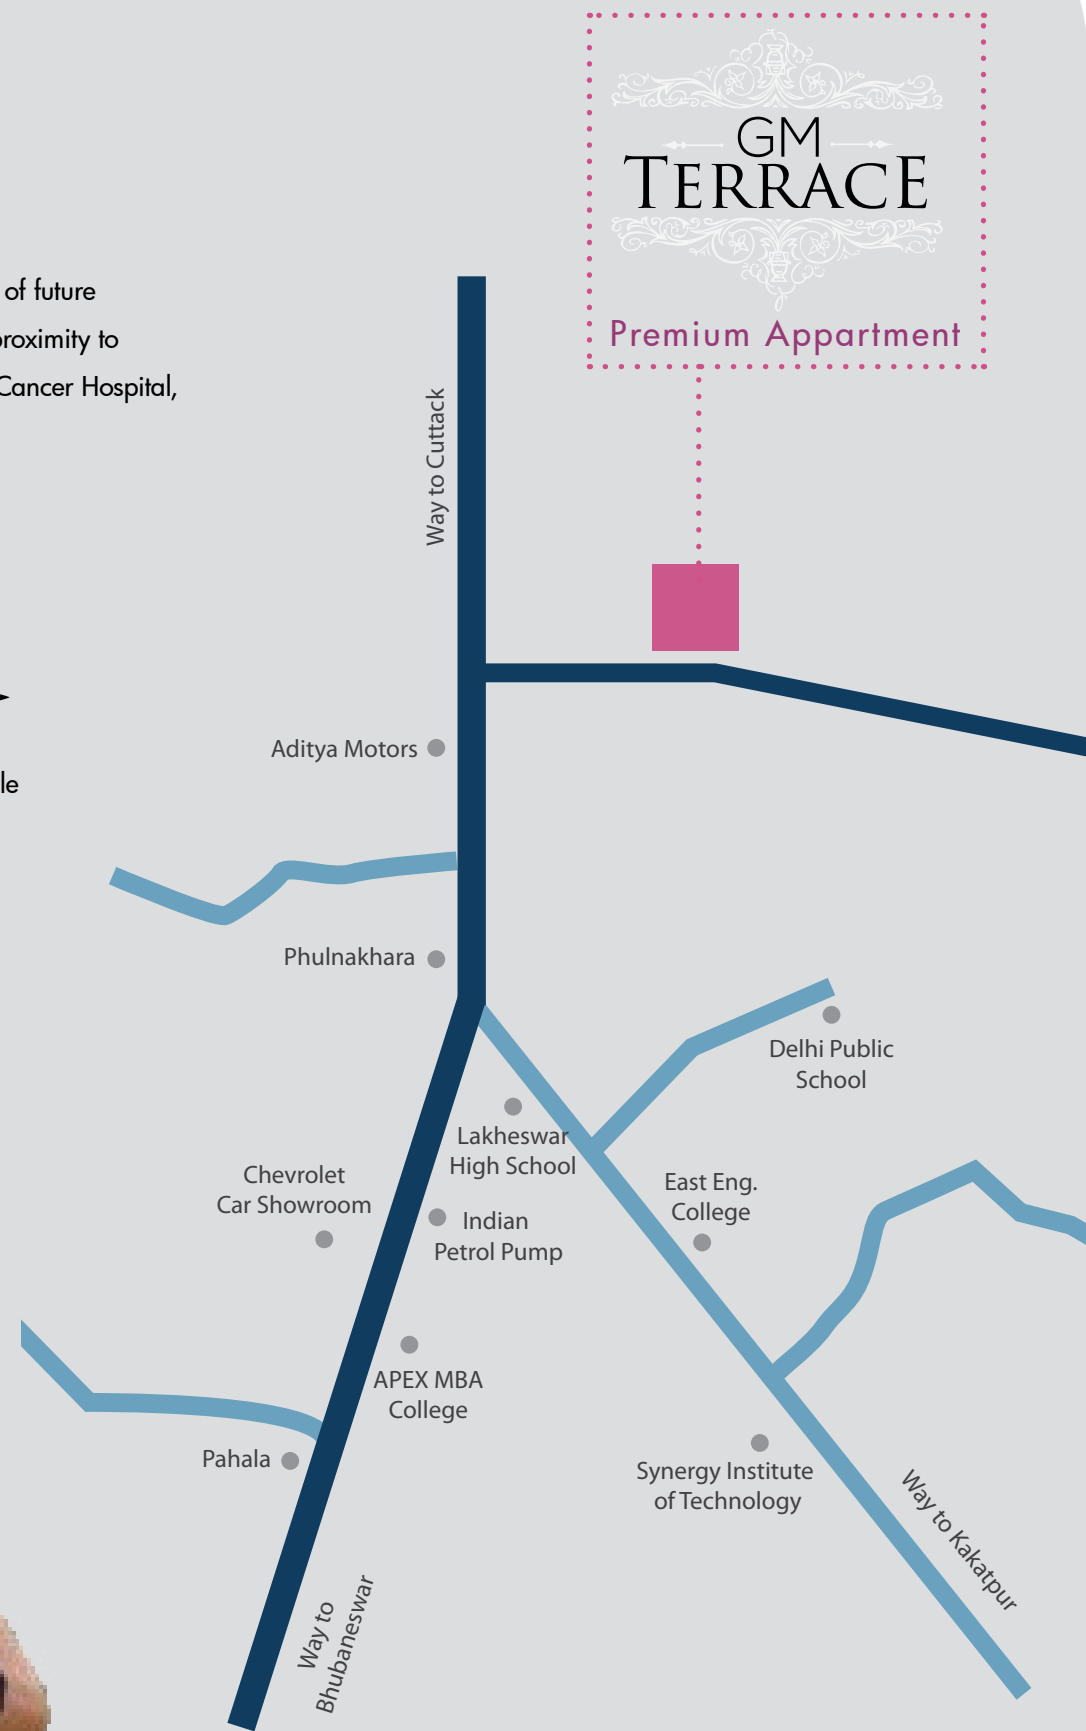 GM
TERRACE
Premium Appartment
of future
proximity to
Cancer Hospital,
Way to Cuttack
Aditya Motors
le
Phulnakhara
Delhi Public
School
Lakheswar
High School
Chevrolet
Car Showroom
East Eng.
College
Indian
Petrol Pump
APEX MBA
College
Pahala
Synergy Institute
of Technology
Way to Kakatpur
Way to
Bhubaneswar